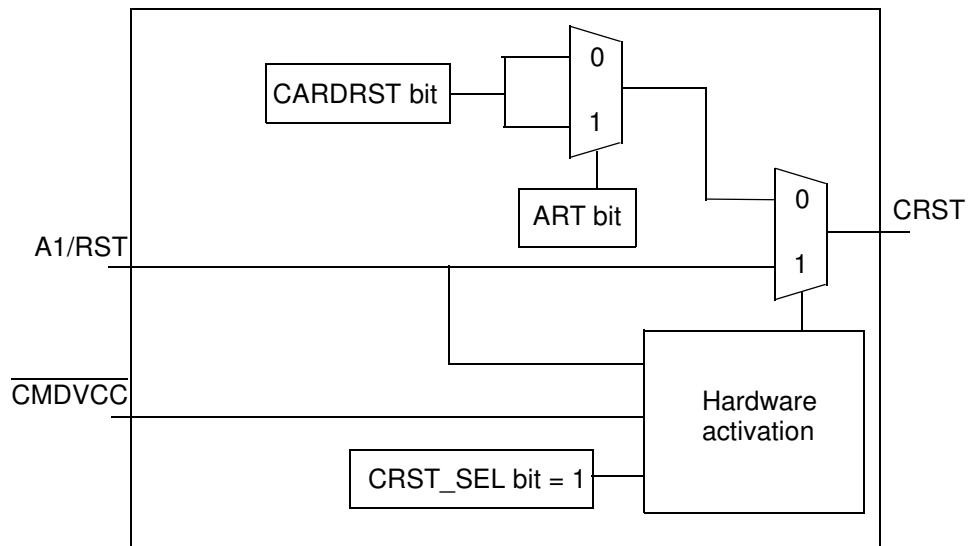 0
CARDRST bit
1
ART bit
0
CRST
A1/RST
1
CMDVCC
Hardware
activation
CRST_SEL bit = 1